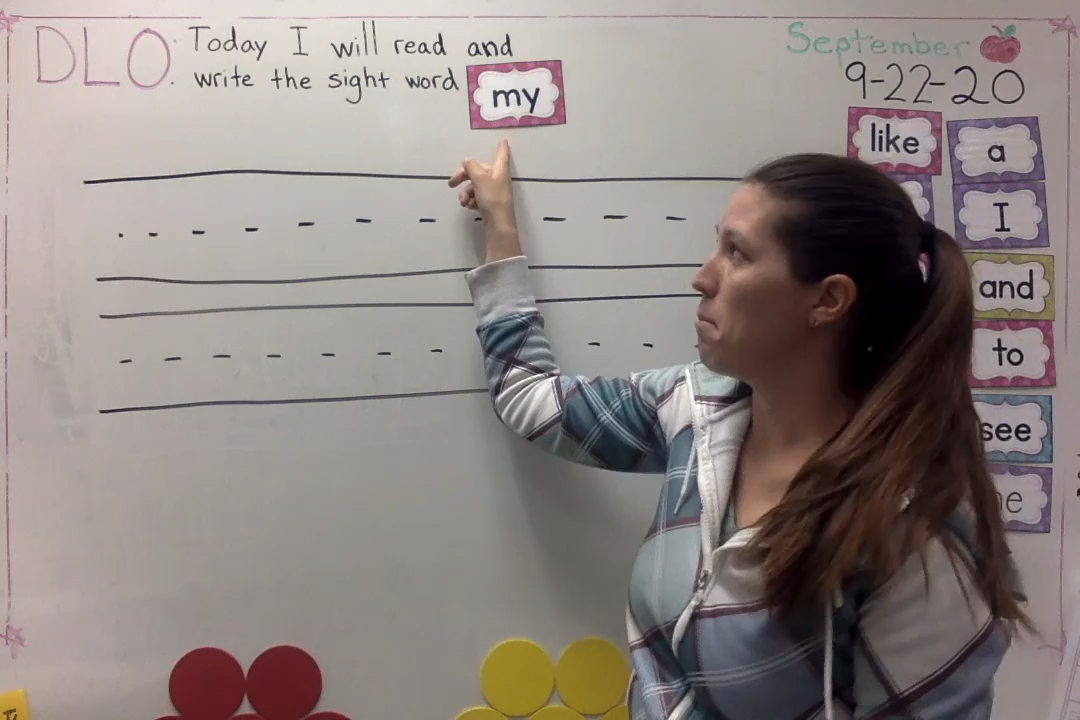 DLO: Today I will read and
write the sight word my
September
9-22-20
like
a
I
and
to
see